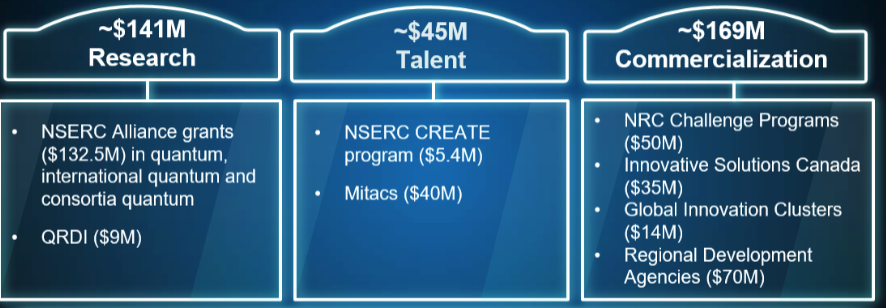 ~$141M
Research
• NSERC Alliance grants
($132.5M) in quantum,
international quantum and
consortia quantum
• QRDI ($9M)
~$45M
Talent
• NSERC CREATE
program ($5.4M)
• Mitacs ($40M)
~$169M
Commercialization
• NRC Challenge Programs
($50M)
• Innovative Solutions Canada
($35M)
• Global Innovation Clusters
($14M)
• Regional Development
Agencies ($70M)